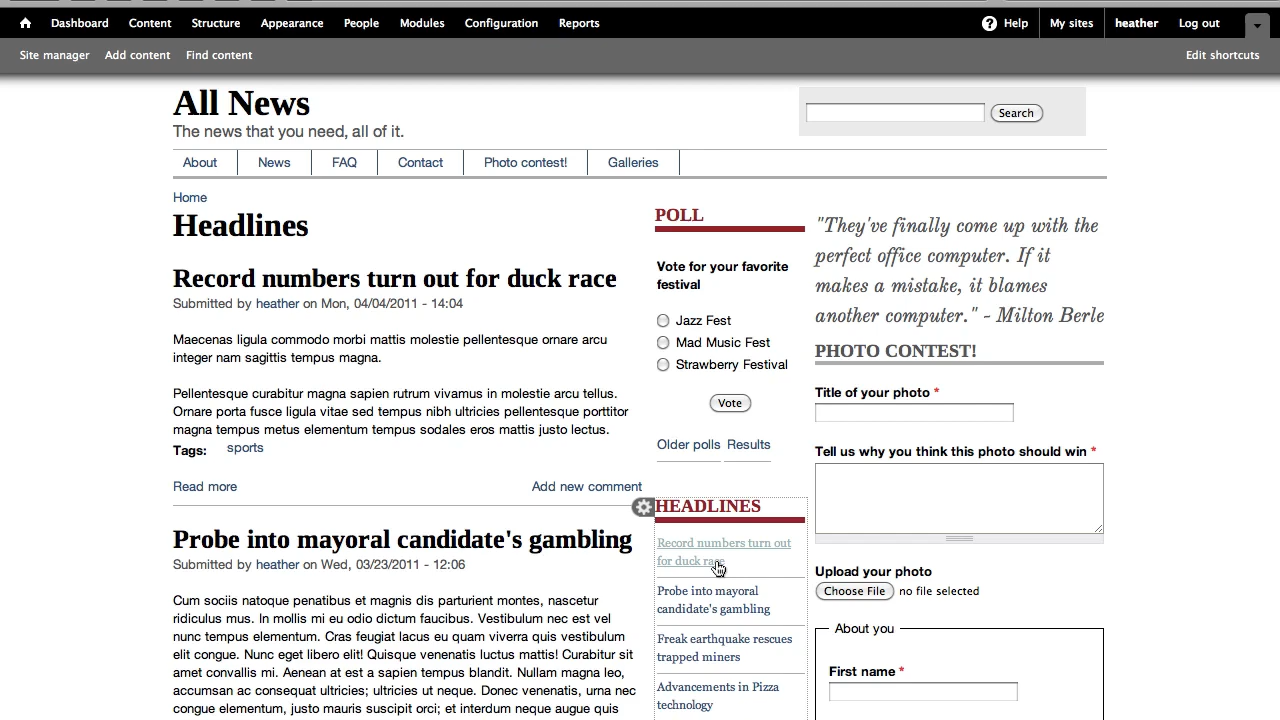 Dashboard Content Structure Appearance People Modules Configuration Reports
? Help My sites heather Log out
Site manager Add content Find content
Edit shortcuts
All News
The news that you need, all of it.
Search
About News FAQ Contact Photo contest! Galleries
Home
Headlines
Record numbers turn out for duck race
Submitted by heather on Mon, 04/04/2011 - 14:04
Maecenas ligula commodo morbi mattis molestie pellentesque ornare arcu
integer nam sagittis tempus magna.
Pellentesque curabitur magna sapien rutrum vivamus in molestie arcu tellus.
Ornare porta fusce ligula vitae sed tempus nibh ultricies pellentesque porttitor
magna tempus metus elementum tempus sodales eros mattis justo lectus.
Tags: sports
Read more
Add new comment
Probe into mayoral candidate's gambling
Submitted by heather on Wed, 03/23/2011 - 12:06
Cum sociis natoque penatibus et magnis dis parturient montes, nascetur
ridiculus mus. In mollis mi eu odio dictum faucibus. Vestibulum nec est vel
nunc tempus elementum. Cras feugiat lacus eu quam viverra quis vestibulum
elit congue. Nunc eget libero elit! Quisque venenatis luctus mattis! Curabitur sit
amet convallis mi. Aenean at est a sapien tempus blandit. Nullam magna leo,
accumsan ac consequat ultricies; ultricies ut neque. Donec venenatis, urna nec
congue elementum, justo mauris suscipit orci; et interdum neque augue quis
POLL
Vote for your favorite
festival
Jazz Fest
Mad Music Fest
Strawberry Festival
Vote
Older polls Results
HEADLINES
Record numbers turn out
for duck race
Probe into mayoral
candidate's gambling
Freak earthquake rescues
trapped miners
Advancements in Pizza
technology
"They've finally come up with the
perfect office computer. If it
makes a mistake, it blames
another computer." - Milton Berle
PHOTO CONTEST!
Title of your photo *
Tell us why you think this photo should win *
Upload your photo
Choose File no file selected
About you
First name *